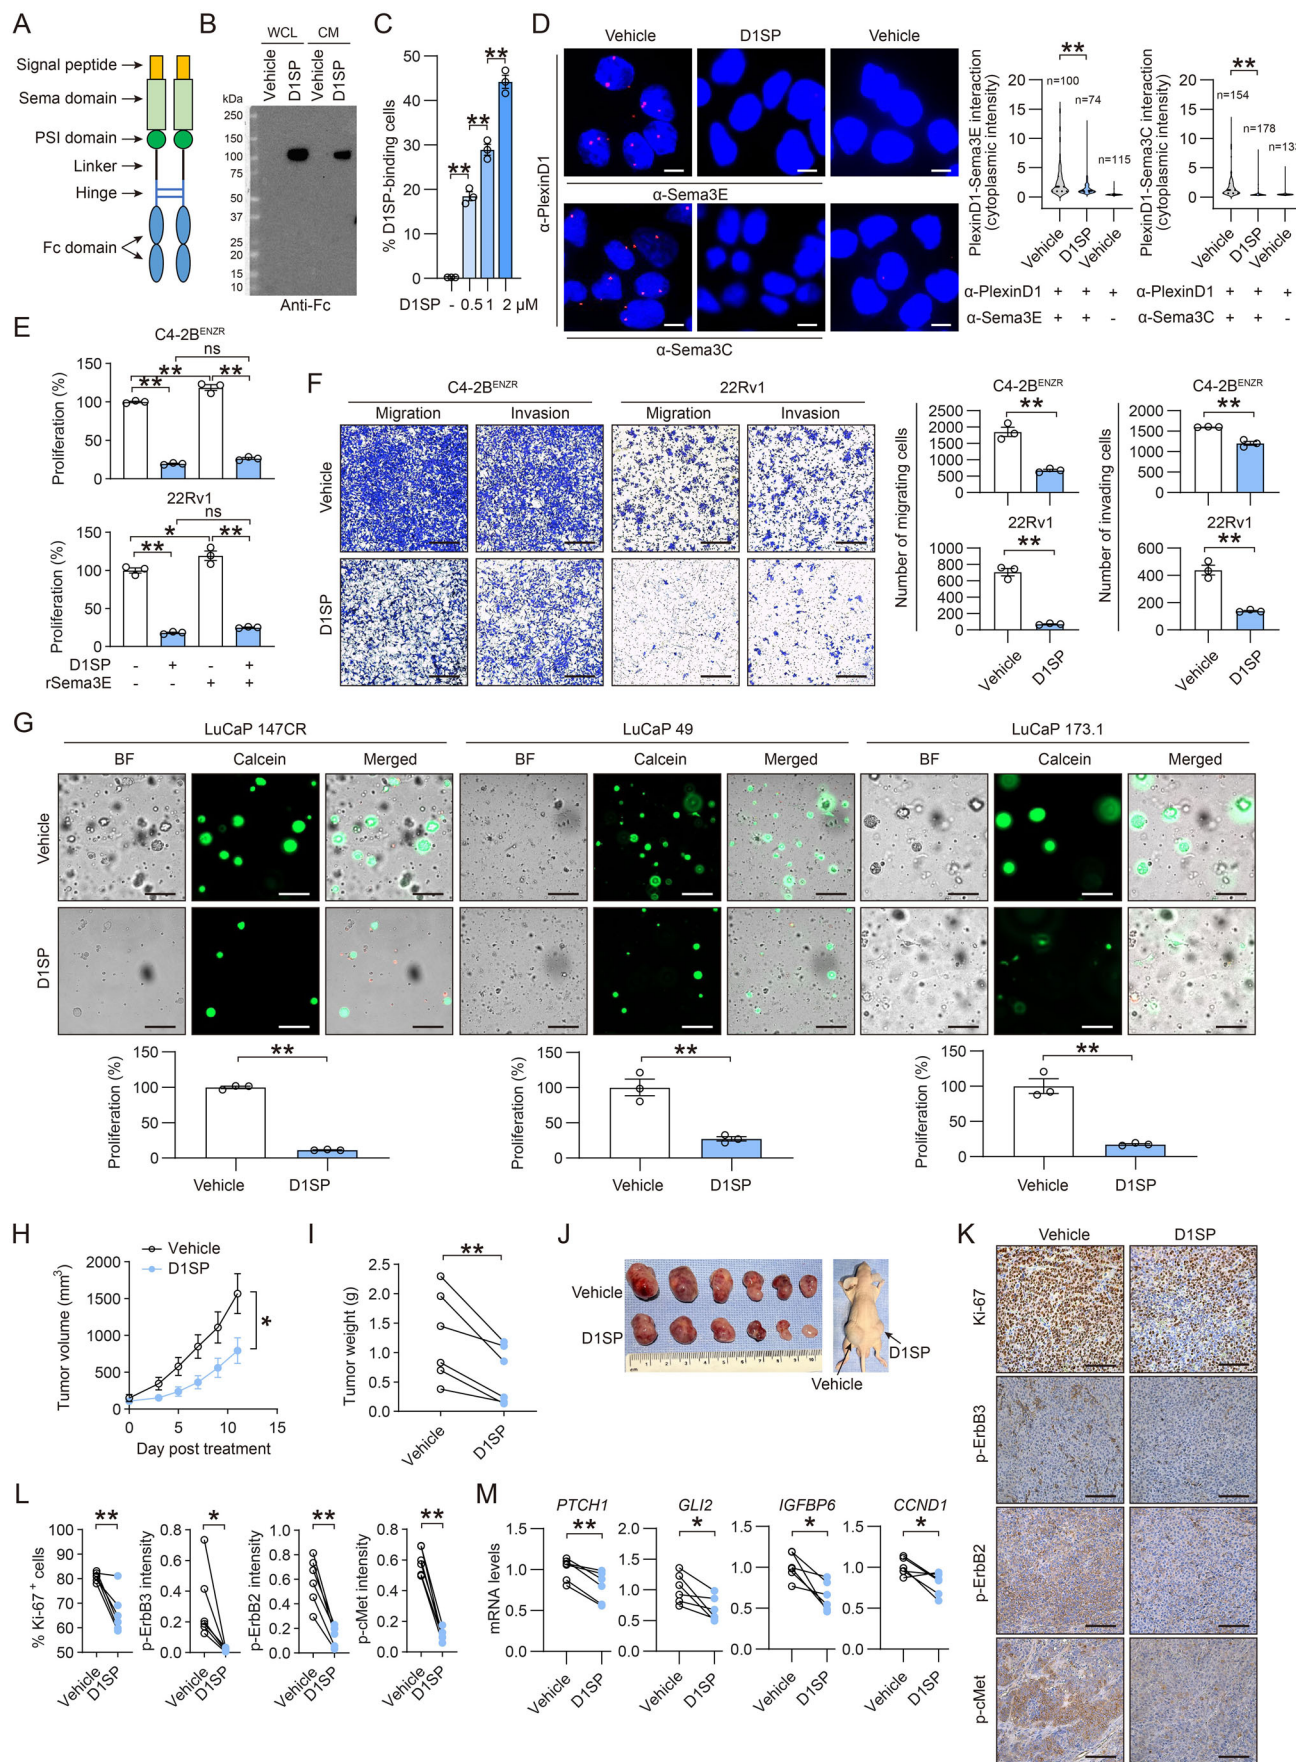 A
Signal peptide
Sema domain
PSI domain
Linker
Hinge
Fc domain
B
WCL CM
Vehicle
D1SP
Vehicle
D1SP
kDa
250
150
100
75
50
37
25
20
15
10
Anti-Fc
C
% D1SP-binding cells
50
40
30
20
10
0
**
**
**
D1SP - 0.5 1 2 μM
D
Vehicle D1SP Vehicle
α-PlexinD1
α-Sema3E
α-Sema3C
PlexinD1-Sema3E interaction
(cytoplasmic intensity)
20
15
10
5
0
**
n=100
n=74
n=115
Vehicle
D1SP
Vehicle
α-PlexinD1 + + +
α-Sema3E + + -
PlexinD1-Sema3C interaction
(cytoplasmic intensity)
20
15
10
5
0
**
n=154
n=178
n=133
Vehicle
D1SP
Vehicle
α-PlexinD1 + + +
α-Sema3C + + -
E
C4-2Bᴱᴺᶻᴿ
Proliferation (%)
150
100
50
0
ns
** **
**
22Rv1
Proliferation (%)
150
100
50
0
ns
* **
**
D1SP - + - +
rSema3E - - + +
F
C4-2Bᴱᴺᶻᴿ 22Rv1
Migration Invasion Migration Invasion
Vehicle
D1SP
Number of migrating cells
C4-2Bᴱᴺᶻᴿ
2500
2000
1500
1000
500
0
**
22Rv1
1000
800
600
400
200
0
**
Vehicle
D1SP
Number of invading cells
C4-2Bᴱᴺᶻᴿ
2000
1500
1000
500
0
**
22Rv1
600
400
200
0
**
Vehicle
D1SP
G
LuCaP 147CR LuCaP 49 LuCaP 173.1
BF Calcein Merged BF Calcein Merged BF Calcein Merged
Vehicle
D1SP
Proliferation (%)
150
100
50
0
**
Vehicle D1SP
Proliferation (%)
150
100
50
0
**
Vehicle D1SP
Proliferation (%)
150
100
50
0
**
Vehicle D1SP
H
Vehicle
D1SP
Tumor volume (mm³)
2000
1500
1000
500
0
*
0 5 10 15
Day post treatment
I
Tumor weight (g)
2.5
2.0
1.5
1.0
0.5
0.0
**
Vehicle
D1SP
J
Vehicle
D1SP
1 2 3 4 5 6 7 8 9 10
D1SP
Vehicle
K
Vehicle D1SP
Ki-67
p-ErbB3
p-ErbB2
p-cMet
L
% Ki-67⁺ cells
100
90
80
70
60
50
**
Vehicle
D1SP
p-ErbB3 intensity
0.8
0.6
0.4
0.2
0.0
*
Vehicle
D1SP
p-ErbB2 intensity
1.0
0.8
0.6
0.4
0.2
0.0
**
Vehicle
D1SP
p-cMet intensity
0.8
0.6
0.4
0.2
0.0
**
Vehicle
D1SP
M
mRNA levels
PTCH1
1.5
1.0
0.5
0.0
**
Vehicle
D1SP
GLI2
2.0
1.5
1.0
0.5
0.0
*
Vehicle
D1SP
IGFBP6
1.5
1.0
0.5
0.0
*
Vehicle
D1SP
CCND1
1.5
1.0
0.5
0.0
*
Vehicle
D1SP